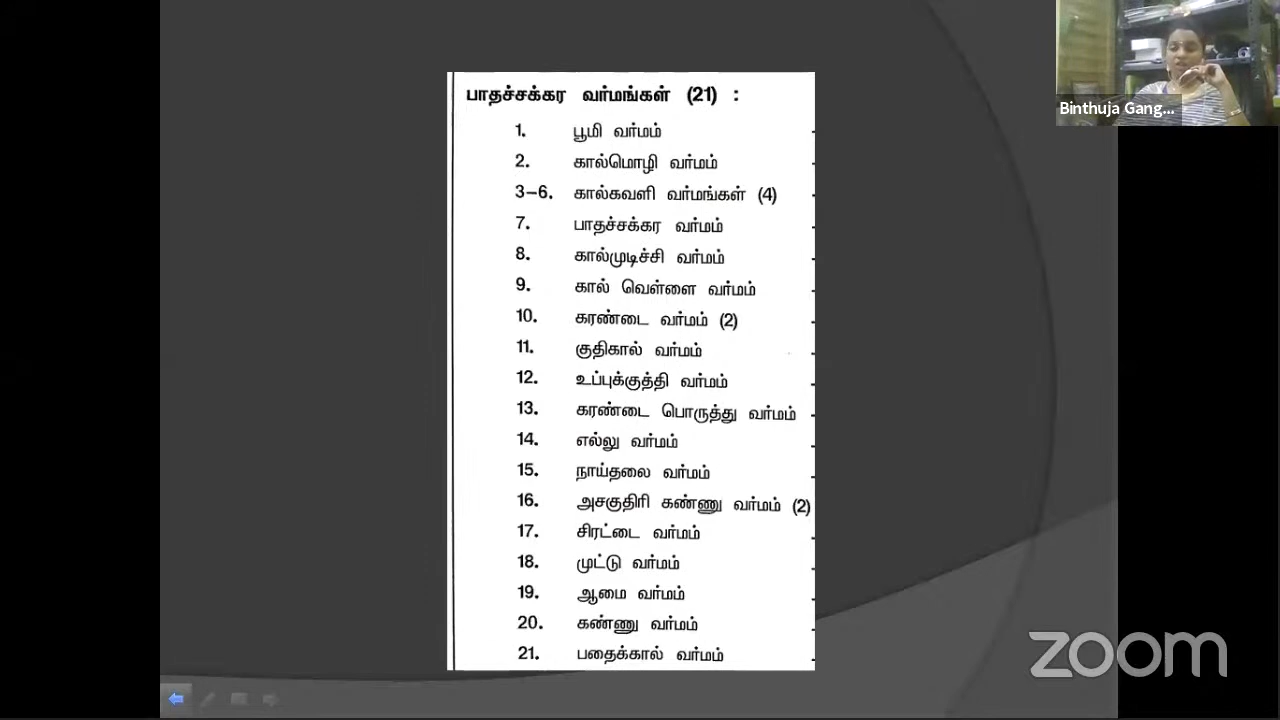 பாதச்சக்கர வர்மங்கள் (21) :
1. பூமி வர்மம்
2. கால்மொழி வர்மம்
3–6. கால்கவளி வர்மங்கள் (4)
7. பாதச்சக்கர வர்மம்
8. கால்முடிச்சி வர்மம்
9. கால் வெள்ளை வர்மம்
10. கரண்டை வர்மம் (2)
11. குதிகால் வர்மம்
12. உப்புக்குத்தி வர்மம்
13. கரண்டை பொருத்து வர்மம்
14. எல்லு வர்மம்
15. நாய்தலை வர்மம்
16. அசகுதிரி கண்ணு வர்மம் (2)
17. சிரட்டை வர்மம்
18. முட்டு வர்மம்
19. ஆமை வர்மம்
20. கண்ணு வர்மம்
21. பதைக்கால் வர்மம்
Binthuja Gang...
zoom